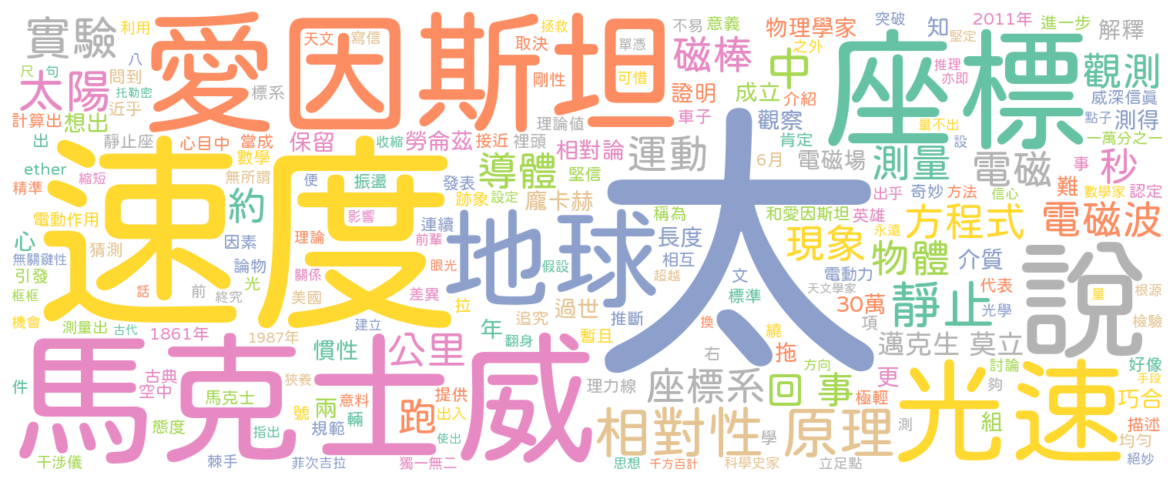 愛因斯坦
座標
速度
地球
太
說
馬克士威
光速
實驗
利用
太陽
八
尺
句
托勒密
問到
近乎
標系
計算出
想出
出
靜止座
心目中
當成
天文
寫信
拯救
取決
剛性
單憑
可借
不易
意義
磁棒
物理學家
中
證明
成立
之外
介紹
車子
觀察
突破
知
堅定
推理
亦即
2011年
進一步
解釋
觀測
威深信真
點子
測得
量不出
設
一萬分之一
肯定
6月
電磁場
測量
電磁
事
秒
保留
收縮
勞侖茲
接近
裡頭
理論值
相對論
運動
ether
縮短
數學
精準
無所謂
便
振盪
發表
導體
堅信
跡象
設定
龐卡赫
稱為
和愛因斯坦
英雄
出乎
奇妙
方法
信心
難
數學家
認定
電動作用
約
影響
連續
長度
永遠
現象
方程式
電磁波
心
猜測
因素
理論
前輩
相互
無關鍵性
引發
論物
光
關係
眼光
假設
超越
電動力
物體
介質
框框
話
前
終究
美國
差異
拉
文
標準
天文學家
30萬
靜止
代表
光學
量
根源
檢驗
機會
測量出
古代
1861年
1987年
建立
追究
過世
推斷
換
繞
項
年
翻身
暫且
慣性
公里
右
拖
邁克生
莫立
件
古典
空中
狹義
提供
理力線
座標系
方向
回
事
更
討論
夠
好像
手段
馬克士
號
兩
意料
輛
跑
出入
極輕
組
巧合
態度
指出
規範
使出
相對性
原理
學
測
描述
均勻
干涉儀
棘手
菲次吉拉
獨一無二
思想
千方百計
科學史家
立足點
絕妙